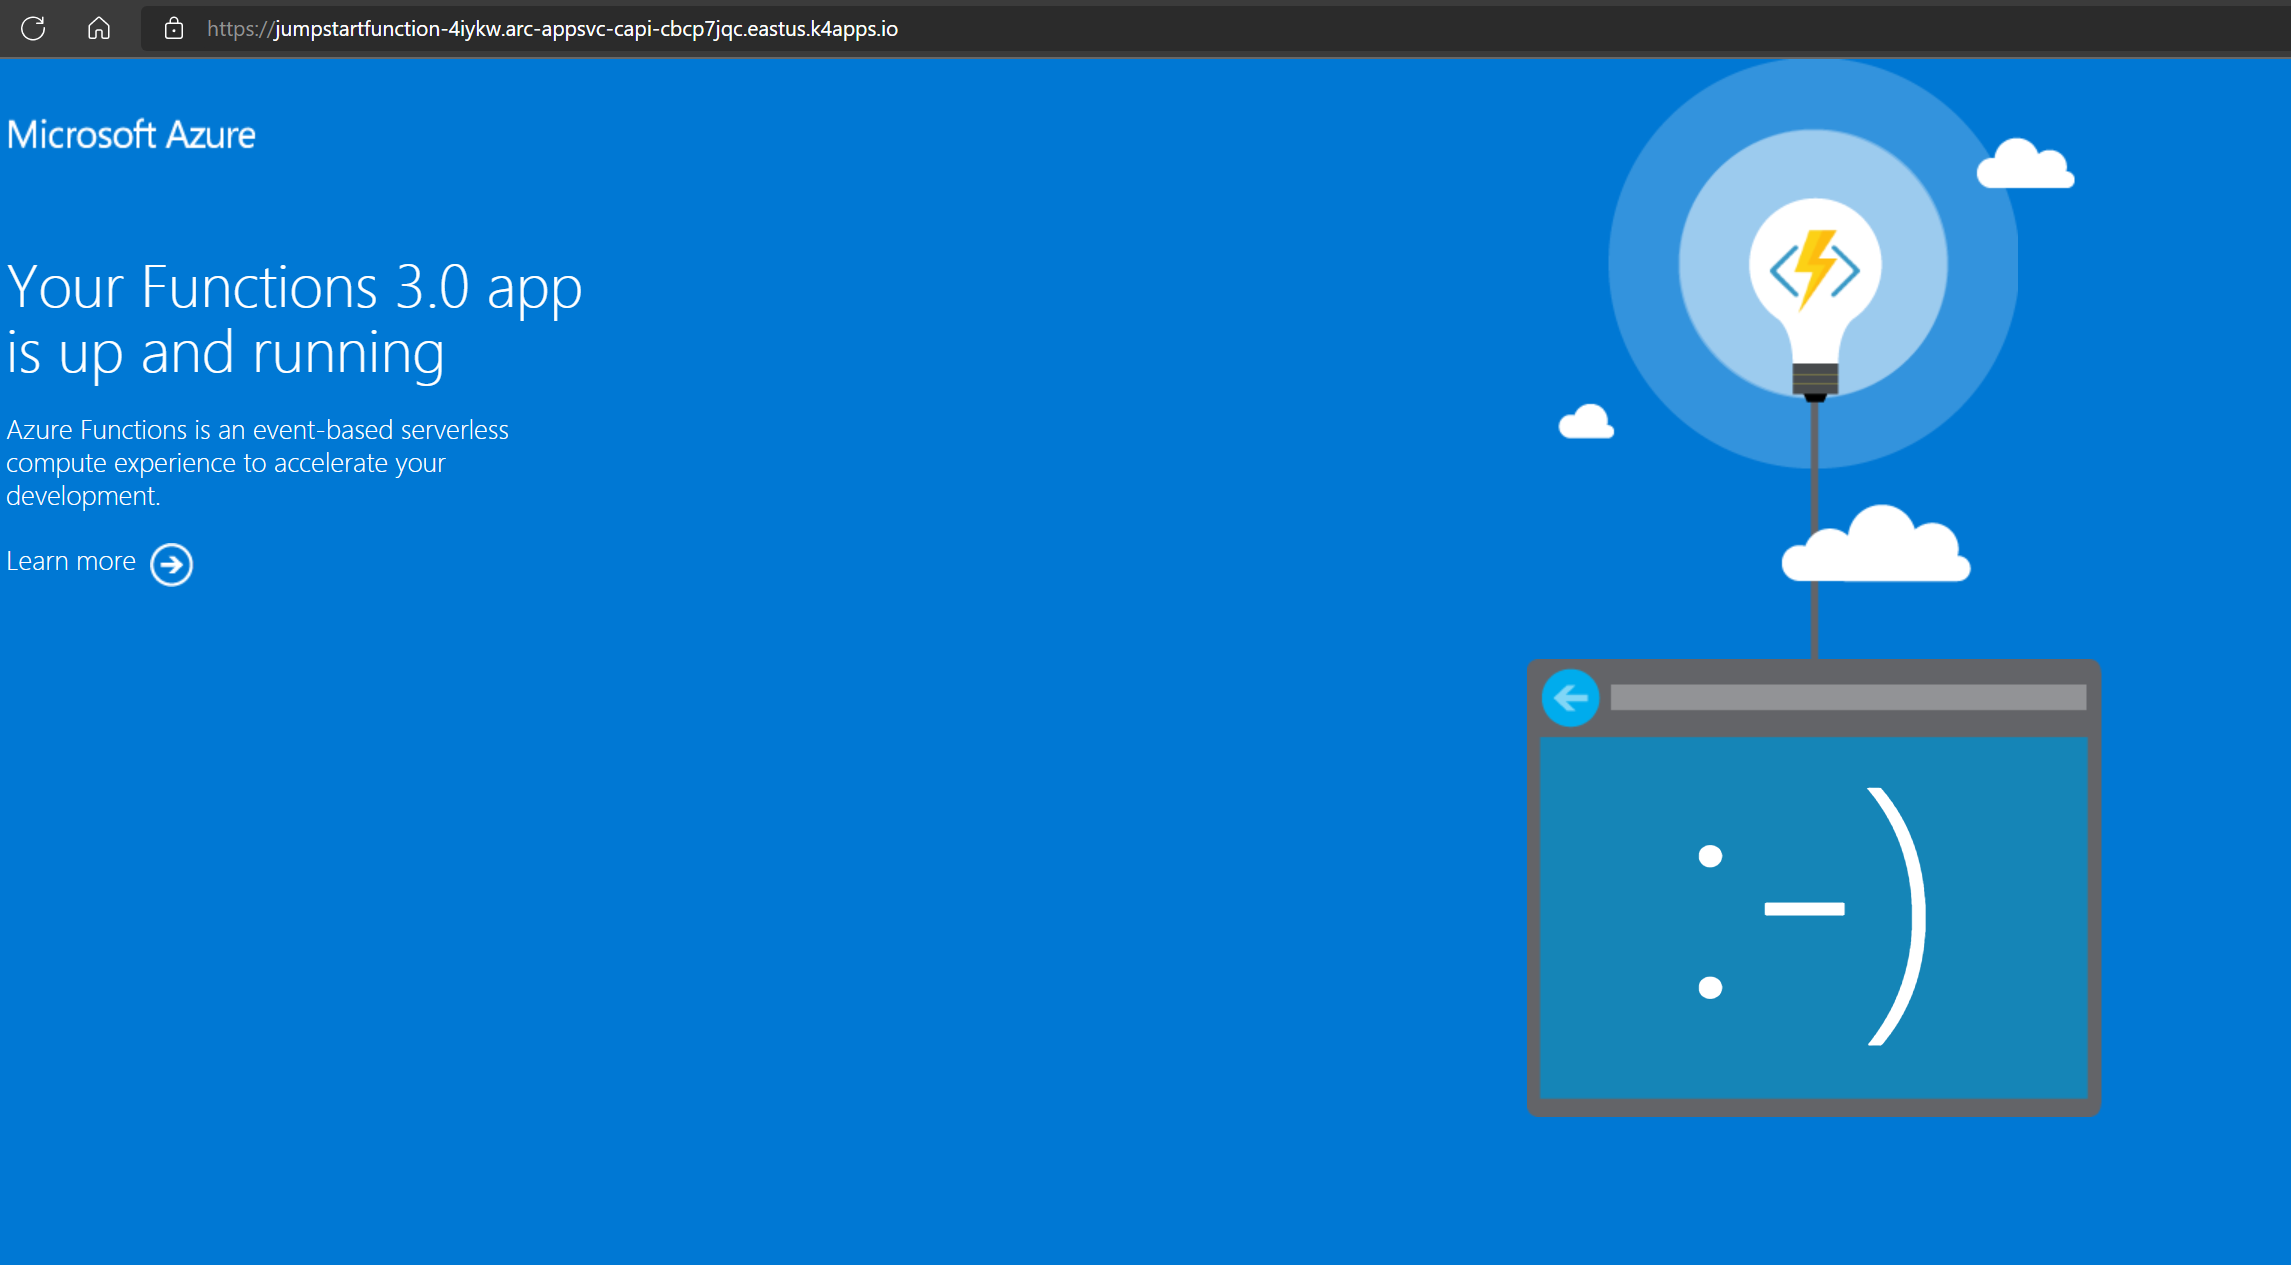 https://jumpstartfunction-4iykw.arc-appsvc-capi-cbcp7jqc.eastus.k4apps.io
Microsoft Azure
Your Functions 3.0 app
is up and running
Azure Functions is an event-based serverless
compute experience to accelerate your
development.
Learn more
:-)